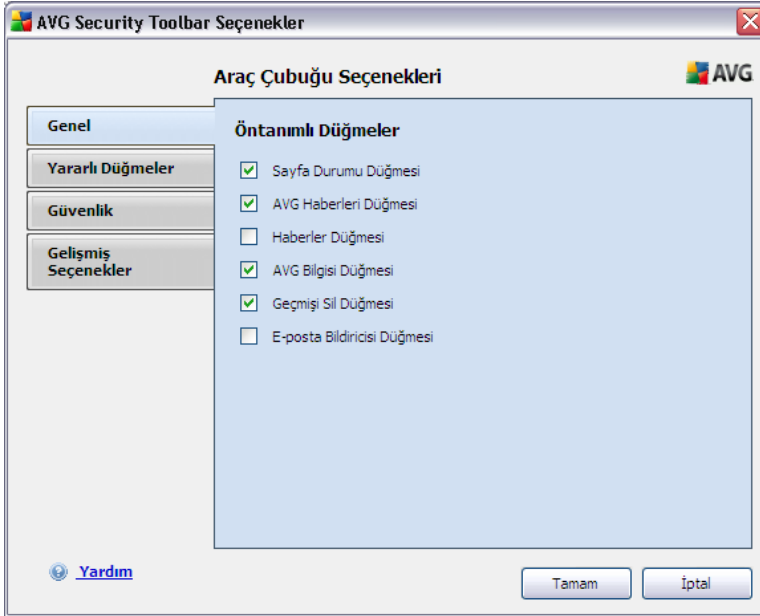 AVG Security Toolbar Seçenekler
Araç Çubuğu Seçenekleri
AVG
Genel
Yararlı Düğmeler
Güvenlik
Gelişmiş
Seçenekler
Öntanımlı Düğmeler
Sayfa Durumu Düğmesi
AVG Haberleri Düğmesi
Haberler Düğmesi
AVG Bilgisi Düğmesi
Geçmişi Sil Düğmesi
E-posta Bildiricisi Düğmesi
Yardım
Tamam
İptal